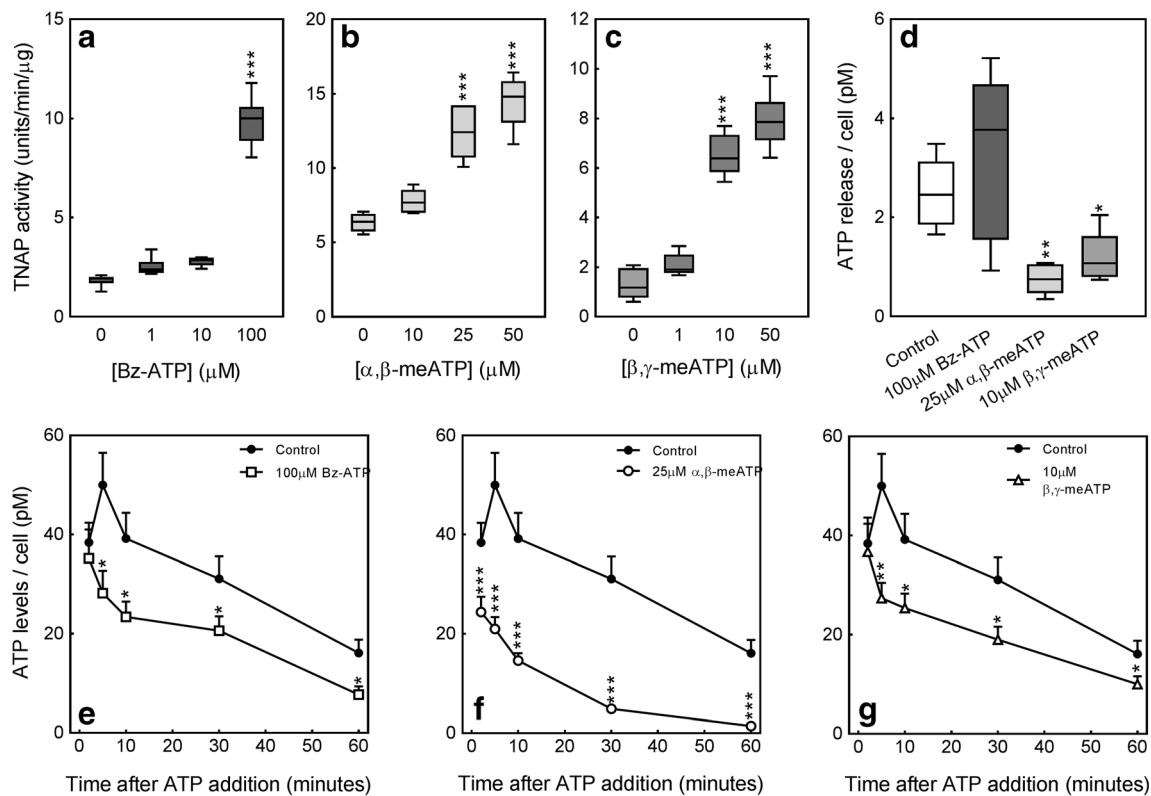 a
TNAP activity (units/min/μg)
15
10
5
0
***
0 1 10 100
[Bz-ATP] (μM)
b
20
15
10
5
0
***
***
0 10 25 50
[α,β-meATP] (μM)
c
12
10
8
6
4
2
0
***
***
0 1 10 50
[β,γ-meATP] (μM)
d
ATP release / cell (pM)
6
4
2
0
**
*
Control
100μM Bz-ATP
25μM α,β-meATP
10μM β,γ-meATP
ATP levels / cell (pM)
60
40
20
0
Control
100μM Bz-ATP
*
*
*
*
e
0 10 20 30 40 50 60
Time after ATP addition (minutes)
60
40
20
0
Control
25μM α,β-meATP
***
***
***
***
***
f
0 10 20 30 40 50 60
Time after ATP addition (minutes)
60
40
20
0
Control
10μM
β,γ-meATP
**
*
*
*
g
0 10 20 30 40 50 60
Time after ATP addition (minutes)